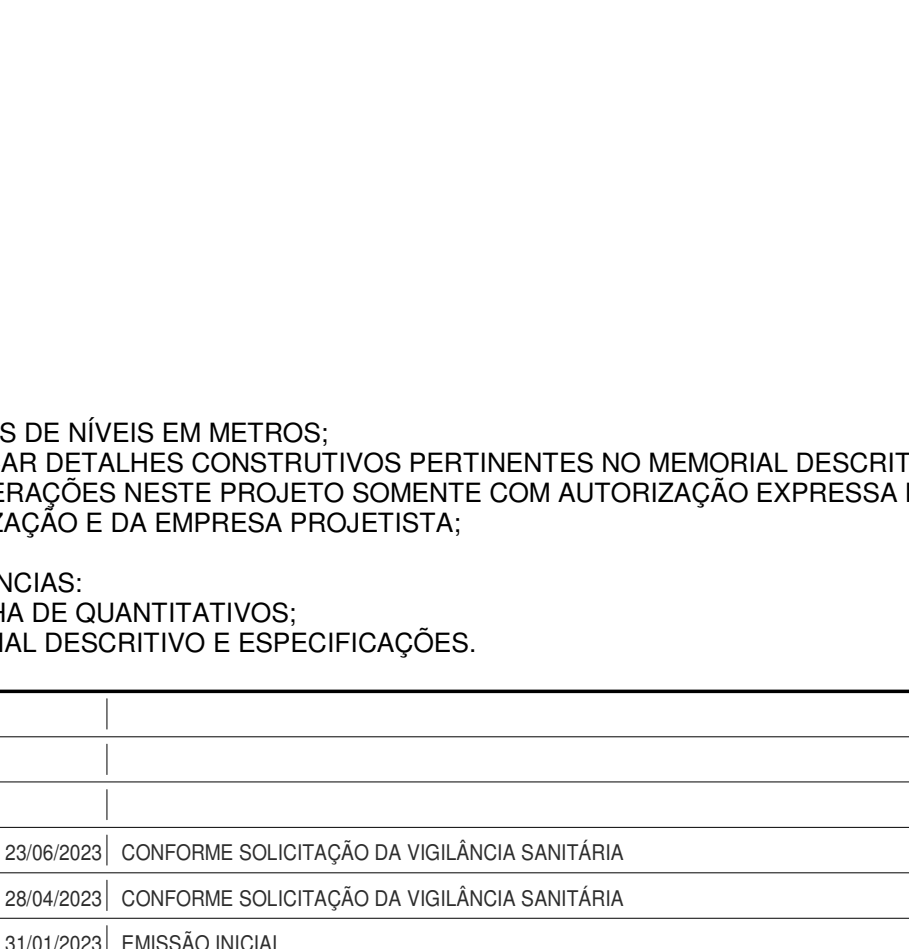 S DE NÍVEIS EM METROS;
AR DETALHES CONSTRUTIVOS PERTINENTES NO MEMORIAL DESCRIT
ERAÇÕES NESTE PROJETO SOMENTE COM AUTORIZAÇÃO EXPRESSA
ZAÇÃO E DA EMPRESA PROJETISTA;
NCIAS:
HA DE QUANTITATIVOS;
IAL DESCRITIVO E ESPECIFICAÇÕES.
23/06/2023 CONFORME SOLICITAÇÃO DA VIGILÂNCIA SANITÁRIA
28/04/2023 CONFORME SOLICITAÇÃO DA VIGILÂNCIA SANITÁRIA
31/01/2023 EMISSÃO INICIAL